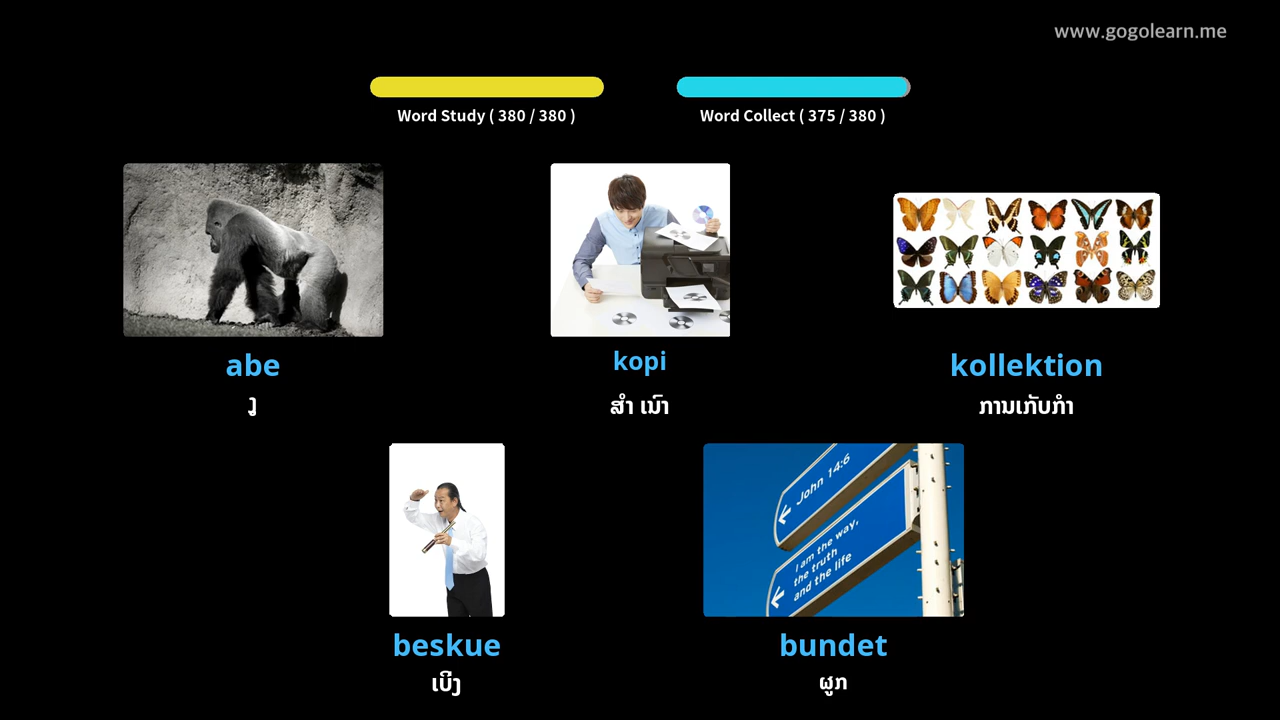 www.gogolearn.me
Word Study ( 380 / 380 )
Word Collect ( 375 / 380 )
abe
ງູ
kopi
ສຳ ເນົາ
kollektion
ການເກັບກຳ
John 14:6
I am the way,
the truth
and the life
beskue
ເບິ່ງ
bundet
ຜູກ